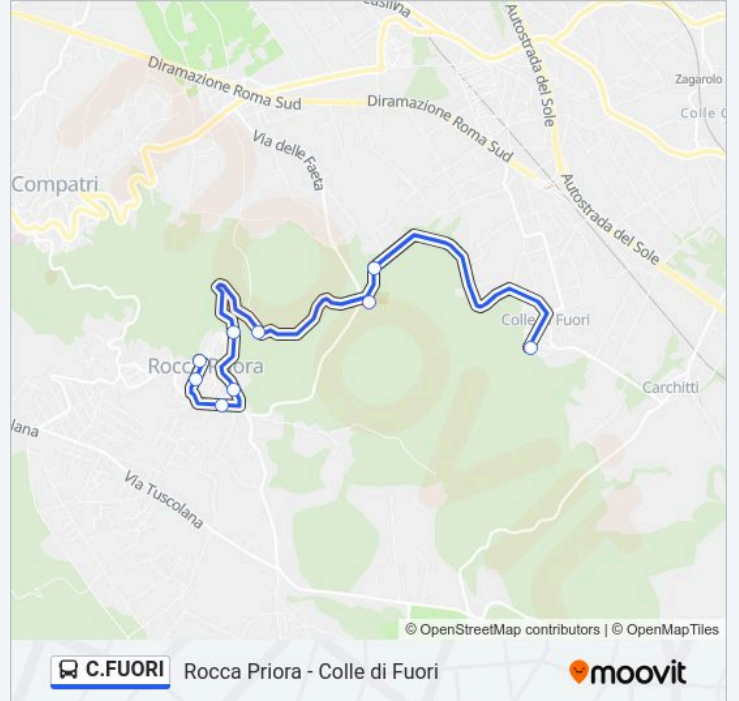 asilina
Autostrada del Sole
Diramazione Roma Sud
Zagarolo
Diramazione Roma Sud
Colle
Via delle Faeta
Compatri
Autostrada del Sole
Colle di Fuori
Rocca Priora
Carchitti
lana
Via Tuscolana
© OpenStreetMap contributors | © OpenMapTiles
C.FUORI Rocca Priora - Colle di Fuori moovit